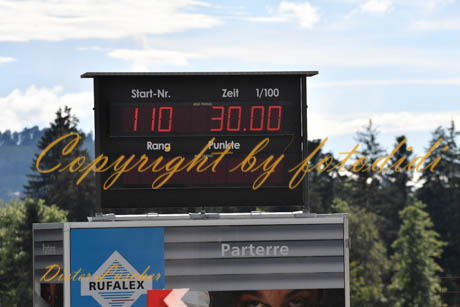 Start-Nr. Zeit 1/100
110 30.00
Rang Punkte
Copyright by fotodidi
Parterre
RUFALEX